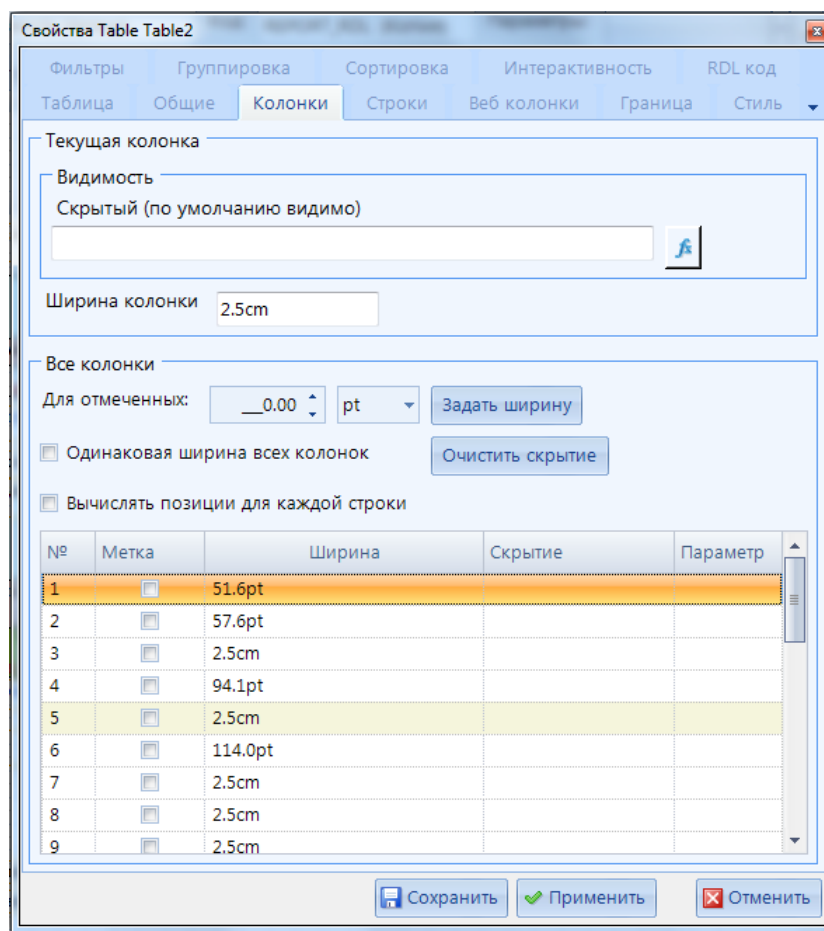 Свойства Table Table2
Фильтры Группировка Сортировка Интерактивность RDL код
Таблица Общие Колонки Строки Веб колонки Граница Стиль
Текущая колонка
Видимость
Скрытый (по умолчанию видимо)
fx
Ширина колонки 2.5cm
Все колонки
Для отмеченных: __0.00 pt Задать ширину
Одинаковая ширина всех колонок Очистить скрытие
Вычислять позиции для каждой строки
№ Метка Ширина Скрытие Параметр
1 51.6pt
2 57.6pt
3 2.5cm
4 94.1pt
5 2.5cm
6 114.0pt
7 2.5cm
8 2.5cm
9 2.5cm
Сохранить Применить Отменить